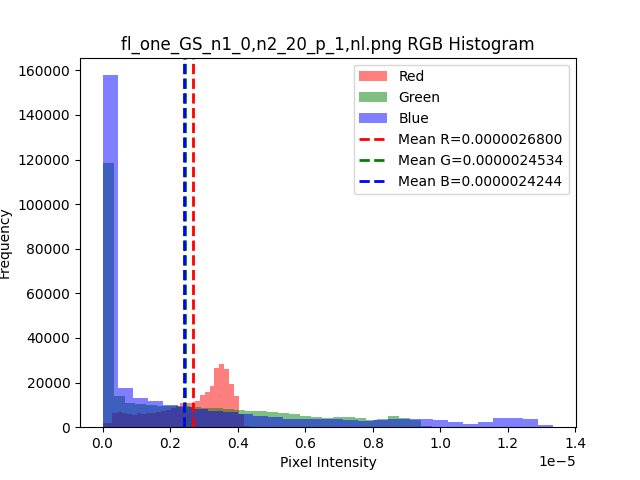 fl_one_GS_n1_0,n2_20_p_1,nl.png RGB Histogram
Red
Green
Blue
Mean R=0.0000026800
Mean G=0.0000024534
Mean B=0.0000024244
Frequency
160000
140000
120000
100000
80000
60000
40000
20000
0
0.0 0.2 0.4 0.6 0.8 1.0 1.2 1.4
1e−5
Pixel Intensity